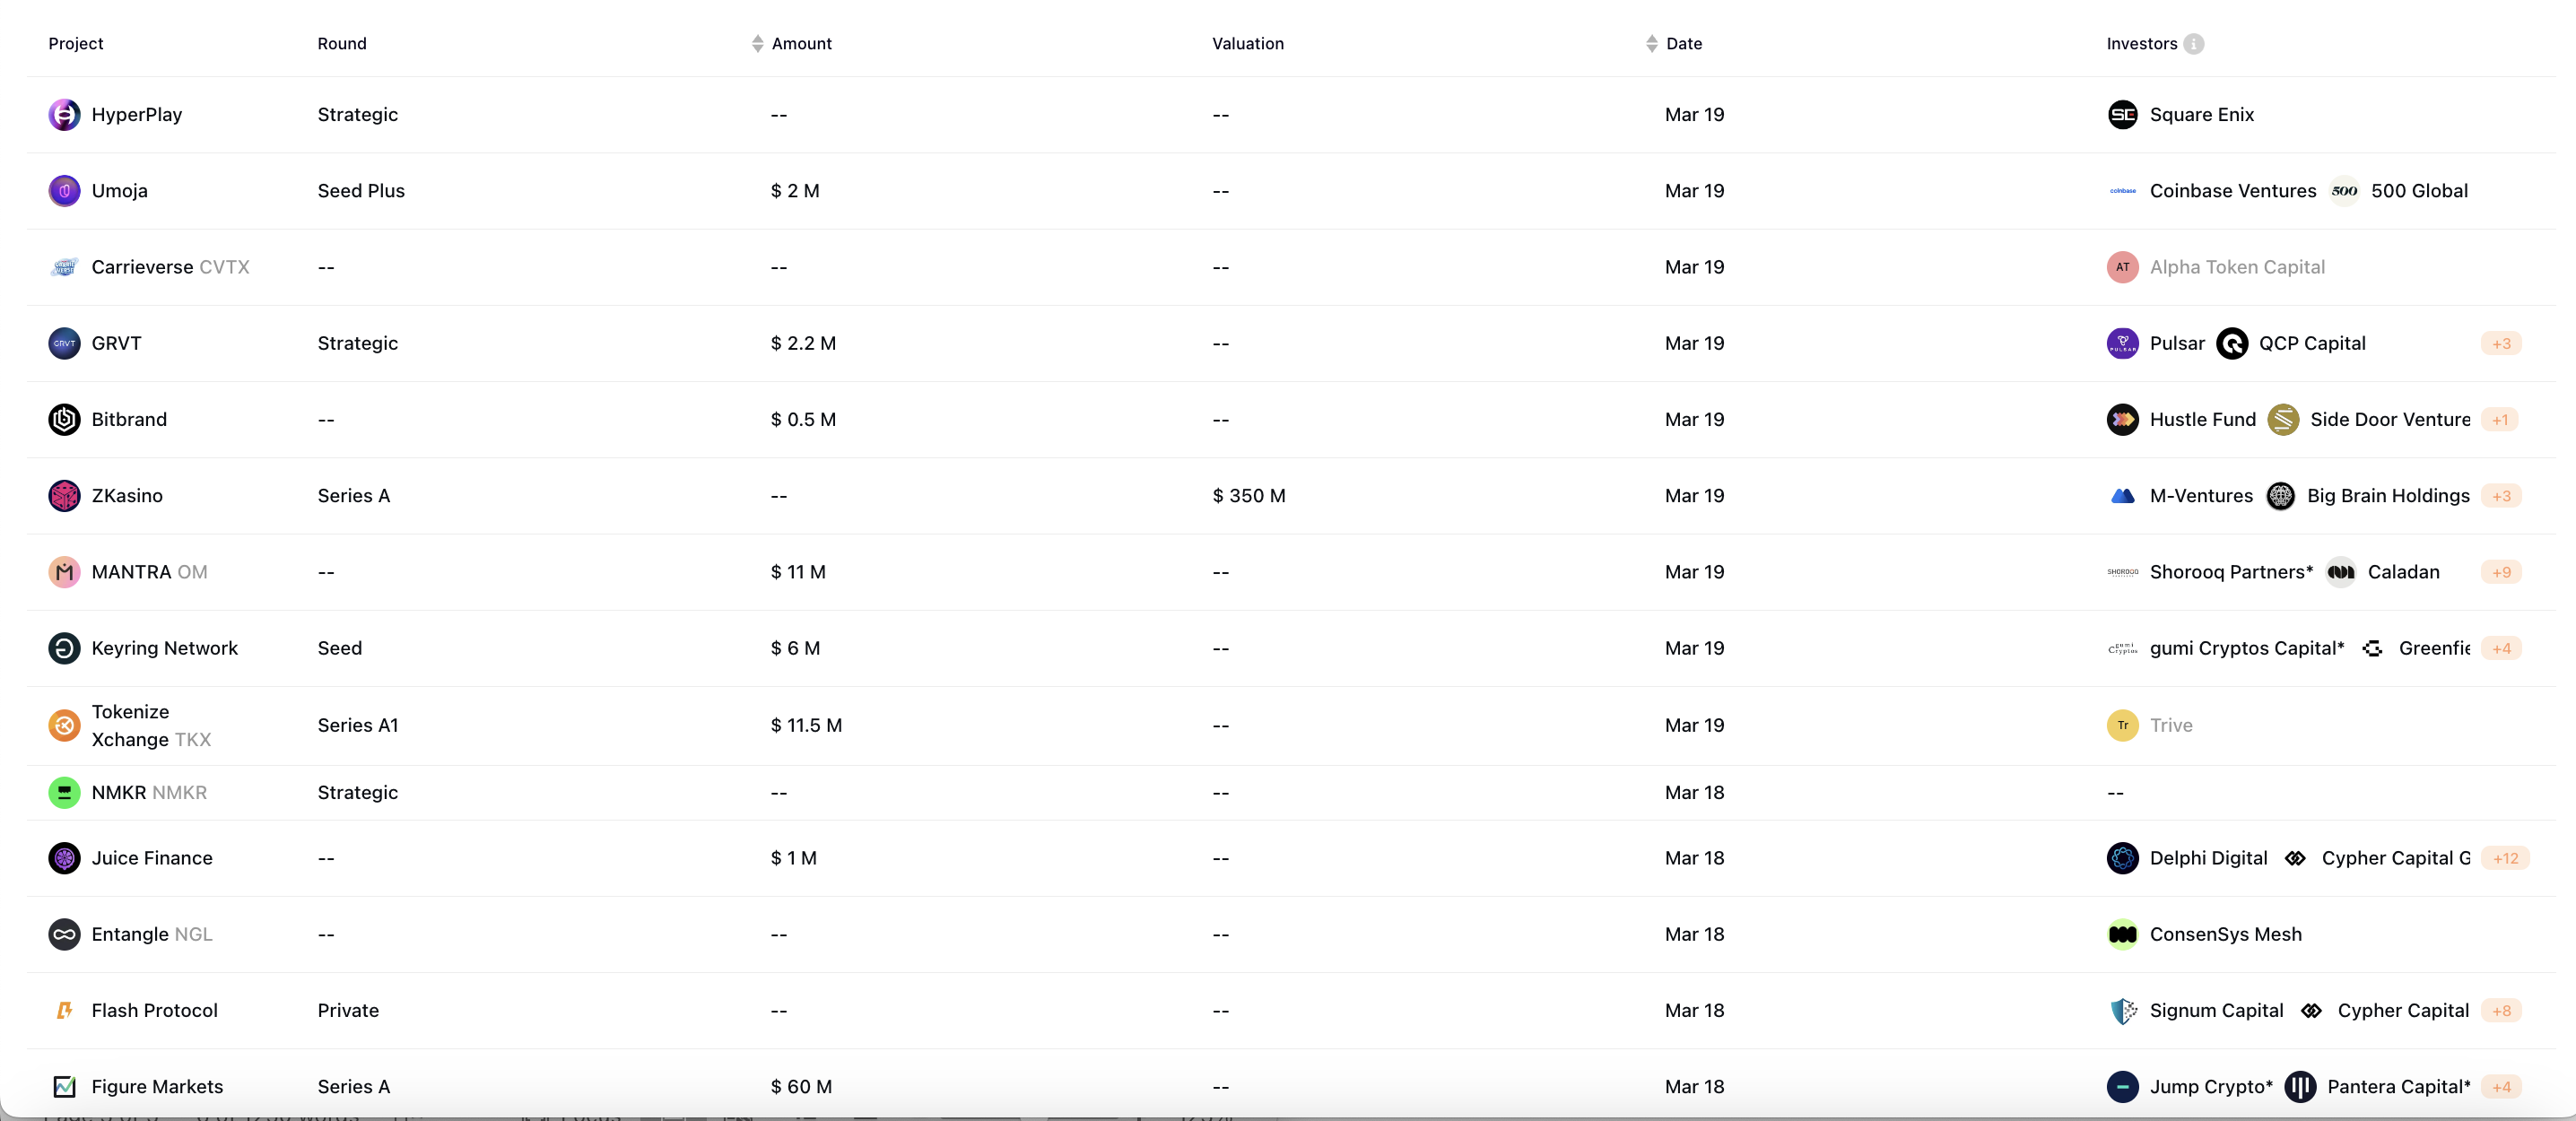 Project Round Amount Valuation Date Investors
HyperPlay Strategic -- -- Mar 19 Square Enix
Umoja Seed Plus $ 2 M -- Mar 19 coinbase Coinbase Ventures 500 500 Global
Carrieverse CVTX -- -- -- Mar 19 AT Alpha Token Capital
GRVT GRVT Strategic $ 2.2 M -- Mar 19 PULSAR Pulsar QCP Capital +3
Bitbrand -- $ 0.5 M -- Mar 19 Hustle Fund Side Door Venture +1
ZKasino Series A -- $ 350 M Mar 19 M-Ventures Big Brain Holdings +3
MANTRA OM -- $ 11 M -- Mar 19 SHOROOQ Shorooq Partners* Caladan +9
Keyring Network Seed $ 6 M -- Mar 19 gumi Cryptos gumi Cryptos Capital* Greenfie +4
Tokenize
Xchange TKX Series A1 $ 11.5 M -- Mar 19 Tr Trive
NMKR NMKR Strategic -- -- Mar 18 --
Juice Finance -- $ 1 M -- Mar 18 Delphi Digital Cypher Capital G +12
Entangle NGL -- -- -- Mar 18 ConsenSys Mesh
Flash Protocol Private -- -- Mar 18 Signum Capital Cypher Capital +8
Figure Markets Series A $ 60 M -- Mar 18 Jump Crypto* Pantera Capital* +4